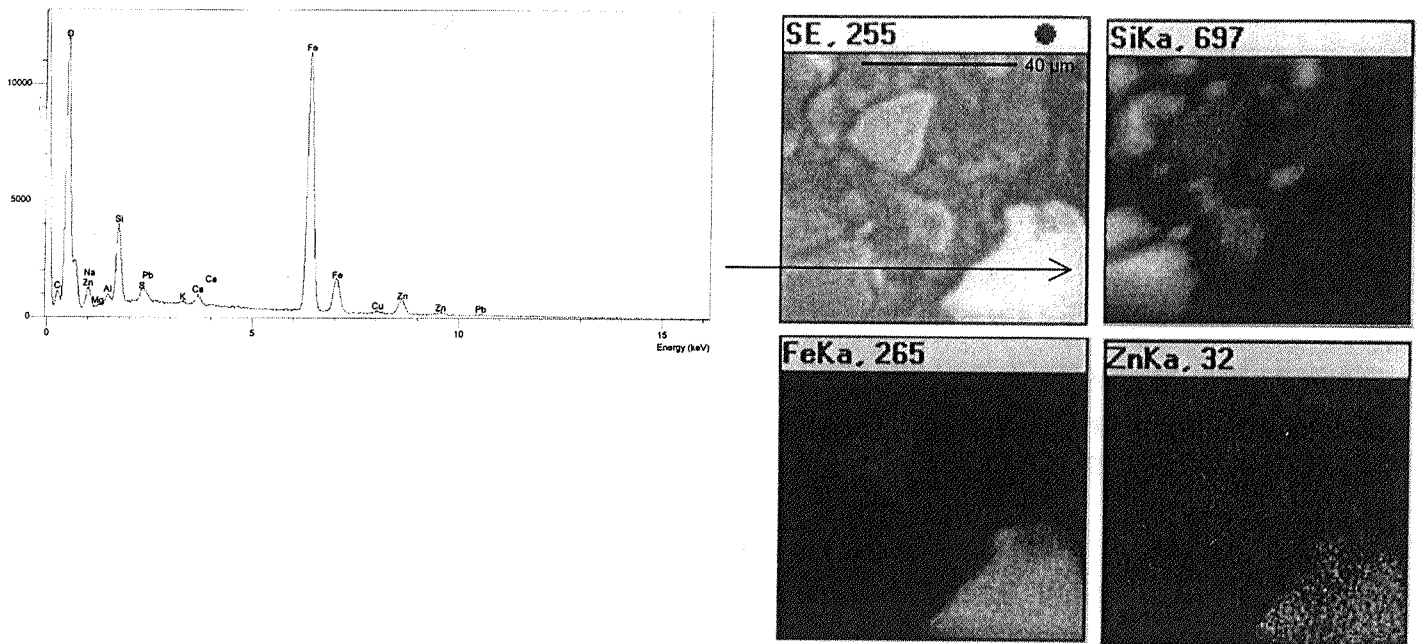 10000
5000
0
O
Fe
Si
Na
Zn
Pb
C
Mg
Al
S
K
Ca
Ca
Fe
Cu
Zn
Zn
Pb
0
5
10
15
Energy (keV)
SE, 255
40 µm
SiKa, 697
FeKa, 265
ZnKa, 32